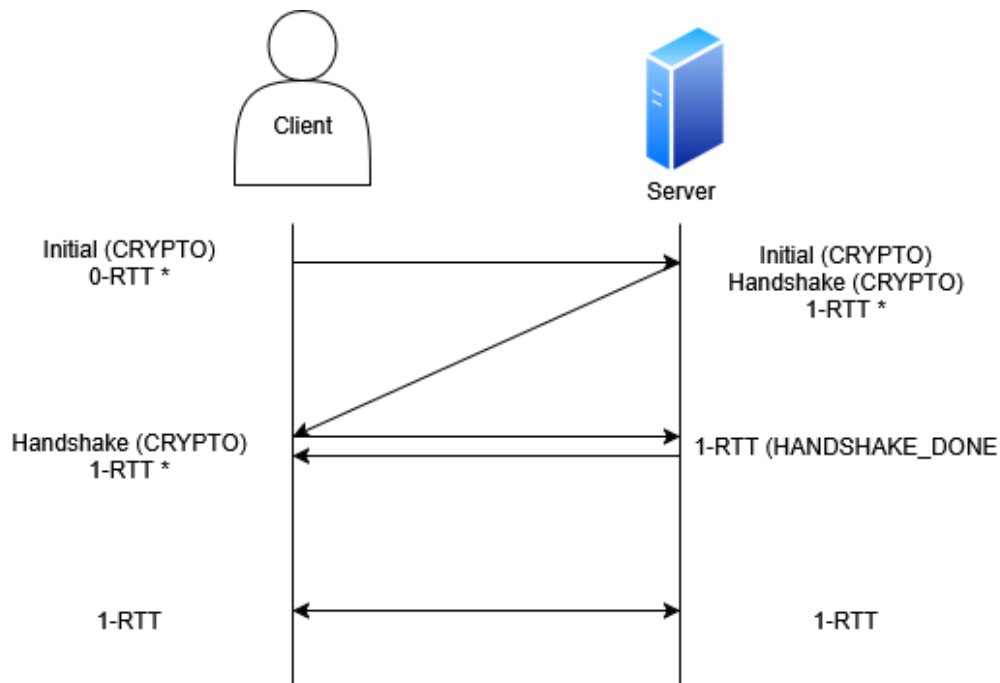 Client
Server
Initial (CRYPTO)
0-RTT *
Initial (CRYPTO)
Handshake (CRYPTO)
1-RTT *
Handshake (CRYPTO)
1-RTT *
1-RTT (HANDSHAKE_DONE
1-RTT
1-RTT